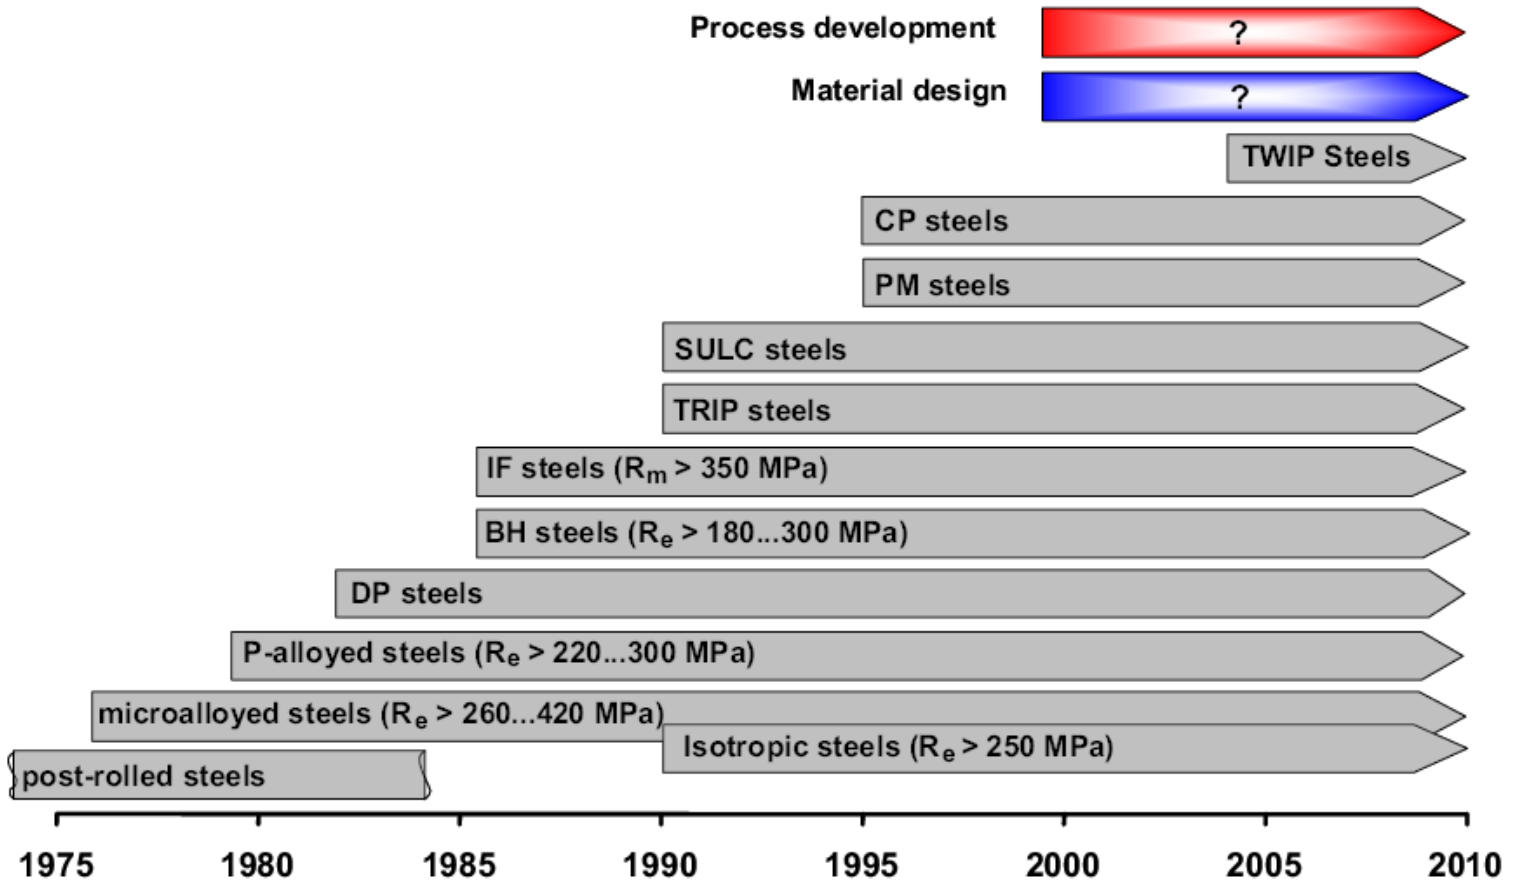 Process development
?
Material design
?
TWIP Steels
CP steels
PM steels
SULC steels
TRIP steels
IF steels (Rm > 350 MPa)
BH steels (Re > 180...300 MPa)
DP steels
P-alloyed steels (Re > 220...300 MPa)
microalloyed steels (Re > 260...420 MPa)
Isotropic steels (Re > 250 MPa)
post-rolled steels
1975 1980 1985 1990 1995 2000 2005 2010